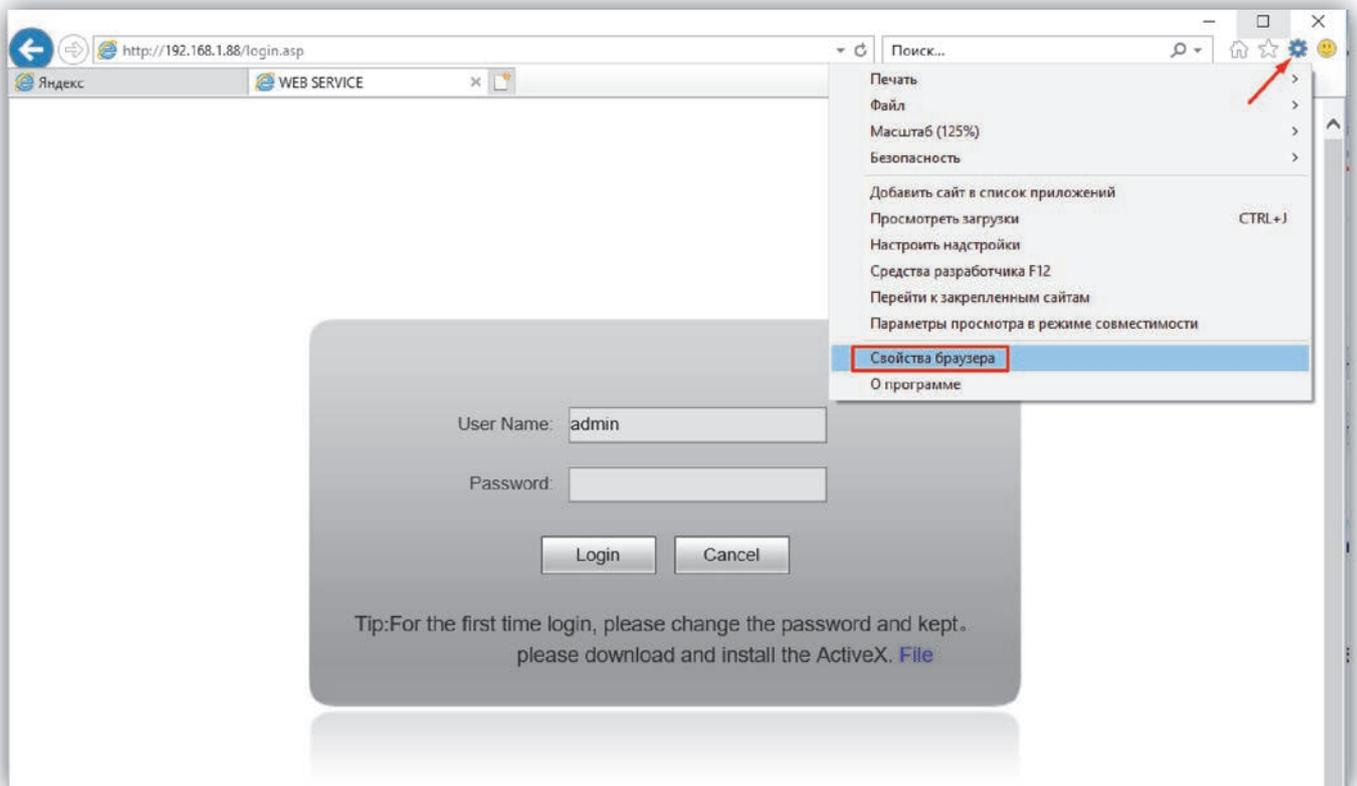 http://192.168.1.88/login.asp
Поиск...
Яндекс
WEB SERVICE
Печать
Файл
Масштаб (125%)
Безопасность
Добавить сайт в список приложений
Просмотреть загрузки CTRL+J
Настроить надстройки
Средства разработчика F12
Перейти к закрепленным сайтам
Параметры просмотра в режиме совместимости
Свойства браузера
О программе
User Name: admin
Password:
Login Cancel
Tip:For the first time login, please change the password and kept。
please download and install the ActiveX. File